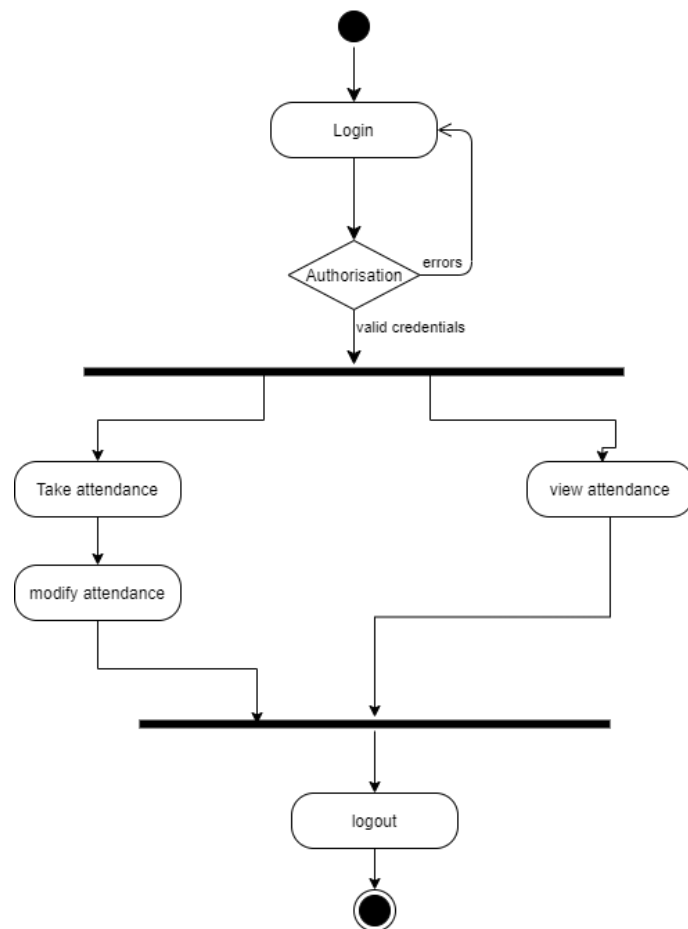 Login
Authorisation
errors
valid credentials
Take attendance
view attendance
modify attendance
logout